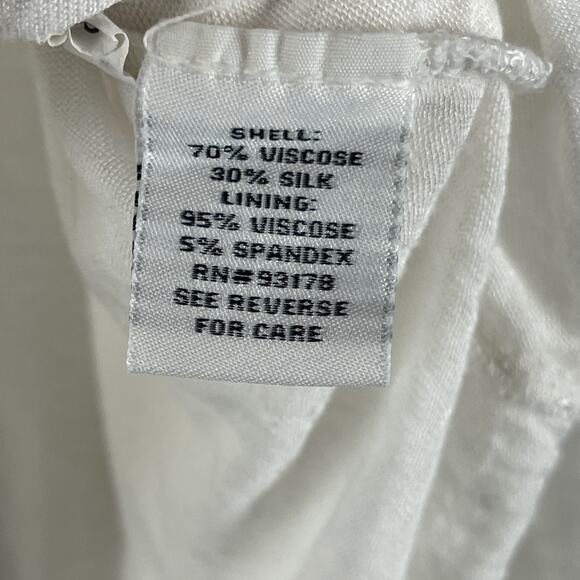 SHELL:
70% VISCOSE
30% SILK
LINING:
95% VISCOSE
5% SPANDEX
RN#93178
SEE REVERSE
FOR CARE